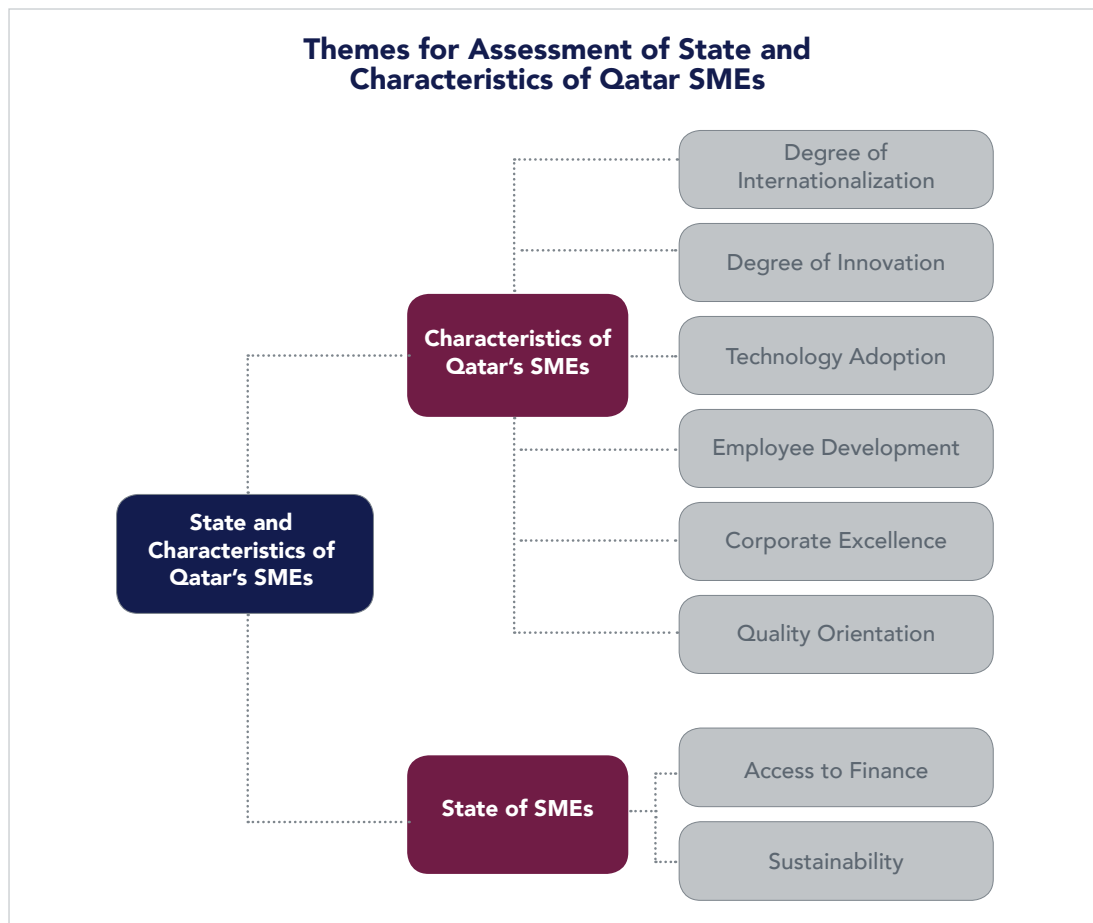 Themes for Assessment of State and
Characteristics of Qatar SMEs
Degree of
Internationalization
Degree of Innovation
Characteristics of
Qatar’s SMEs
Technology Adoption
Employee Development
State and
Characteristics of
Qatar’s SMEs
Corporate Excellence
Quality Orientation
Access to Finance
State of SMEs
Sustainability